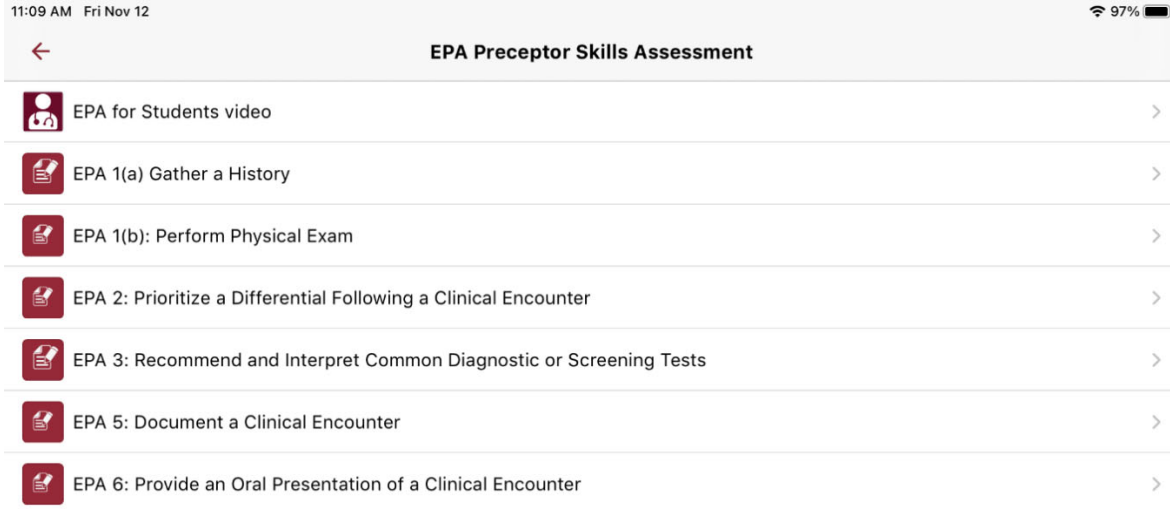 11:09 AM Fri Nov 12 97%
EPA Preceptor Skills Assessment
EPA for Students video
EPA 1(a) Gather a History
EPA 1(b): Perform Physical Exam
EPA 2: Prioritize a Differential Following a Clinical Encounter
EPA 3: Recommend and Interpret Common Diagnostic or Screening Tests
EPA 5: Document a Clinical Encounter
EPA 6: Provide an Oral Presentation of a Clinical Encounter